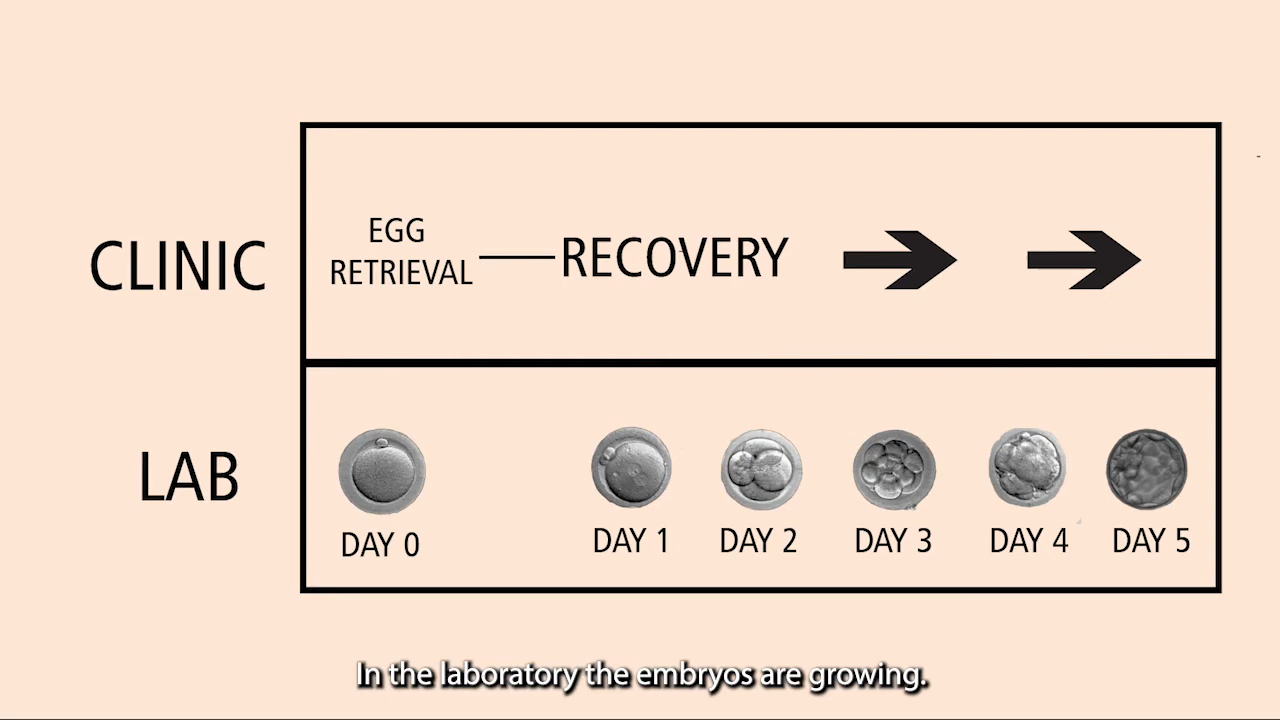 CLINIC
EGG
RETRIEVAL
RECOVERY
LAB
DAY 0
DAY 1
DAY 2
DAY 3
DAY 4
DAY 5
In the laboratory the embryos are growing.